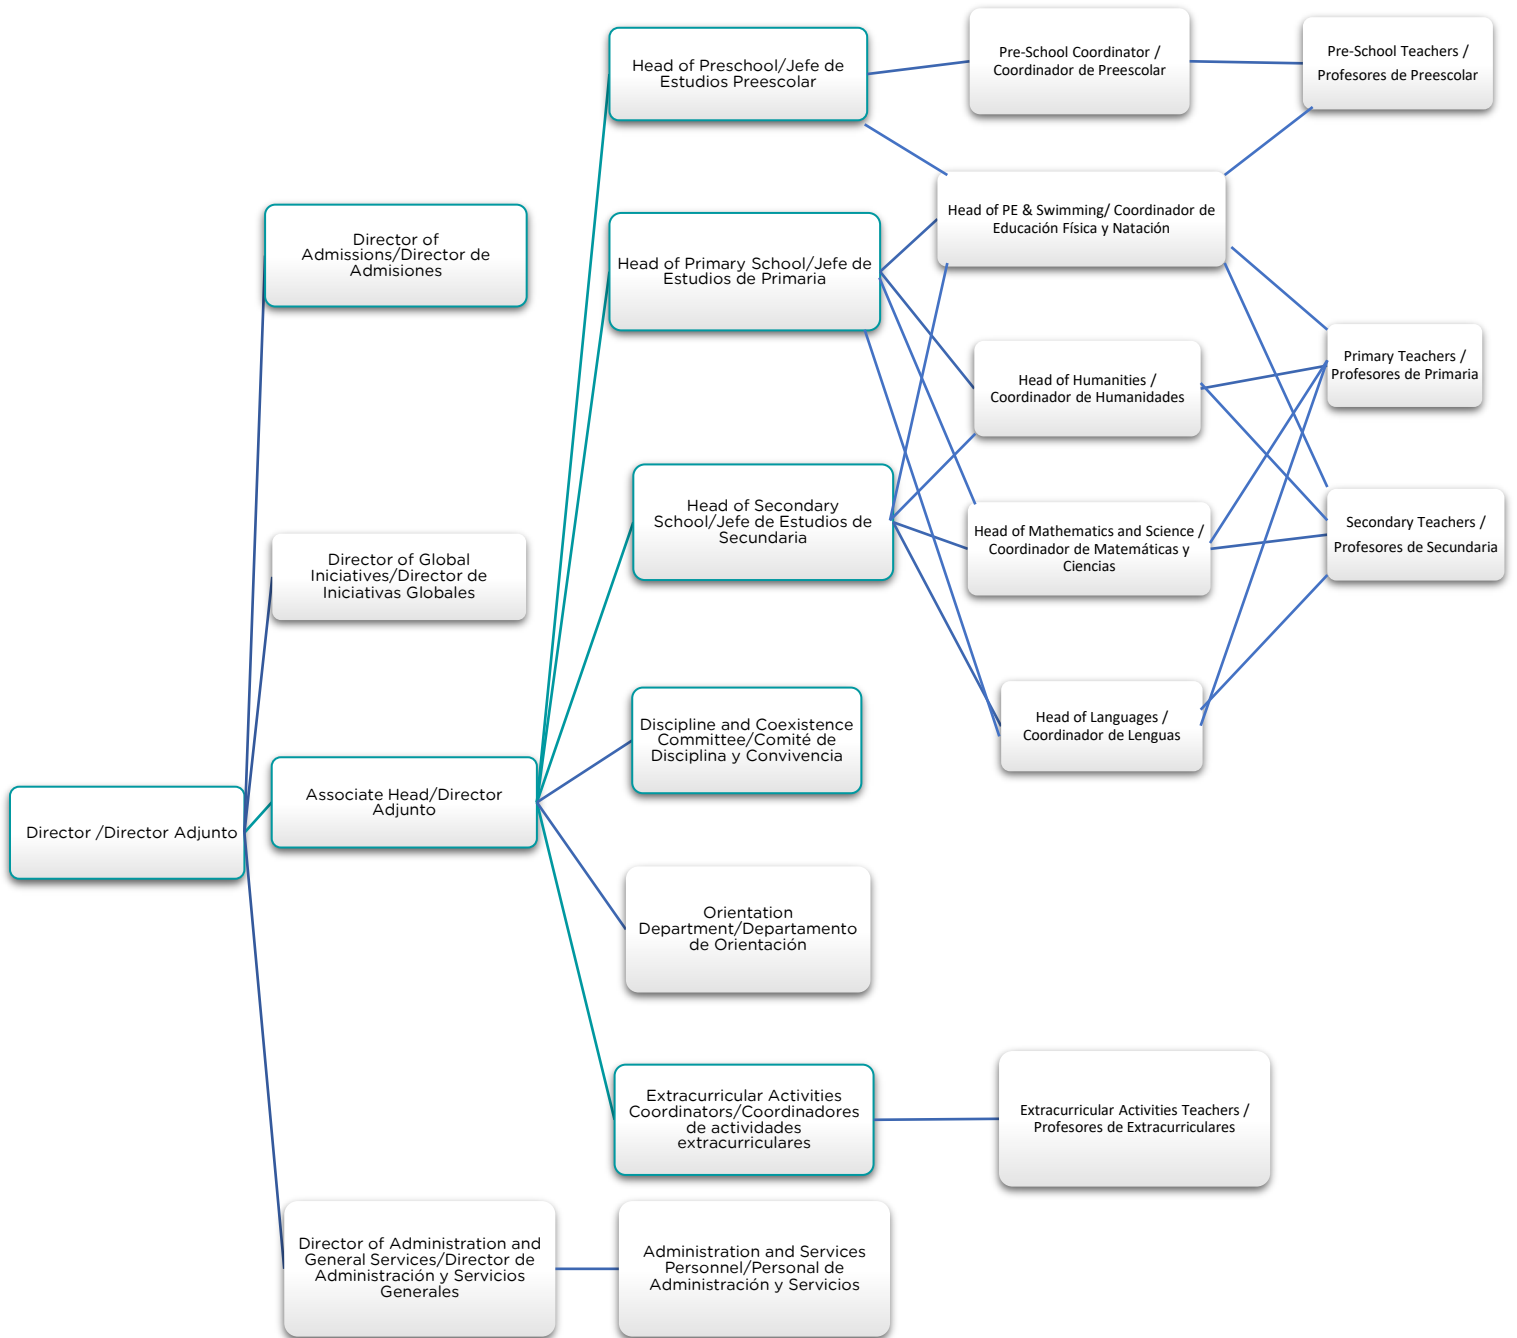 Head of Preschool/Jefe de
Estudios Preescolar
Pre-School Coordinator /
Coordinador de Preescolar
Pre-School Teachers /
Profesores de Preescolar
Director of
Admissions/Director de
Admisiones
Head of Primary School/Jefe de
Estudios de Primaria
Head of PE & Swimming/ Coordinador de
Educación Física y Natación
Head of Humanities /
Coordinador de Humanidades
Primary Teachers /
Profesores de Primaria
Director of Global
Iniciatives/Director de
Iniciativas Globales
Head of Secondary
School/Jefe de Estudios de
Secundaria
Head of Mathematics and Science /
Coordinador de Matemáticas y
Ciencias
Secondary Teachers /
Profesores de Secundaria
Discipline and Coexistence
Committee/Comité de
Disciplina y Convivencia
Head of Languages /
Coordinador de Lenguas
Director /Director Adjunto
Associate Head/Director
Adjunto
Orientation
Department/Departamento
de Orientación
Extracurricular Activities
Coordinators/Coordinadores
de actividades
extracurriculares
Extracurricular Activities Teachers /
Profesores de Extracurriculares
Director of Administration and
General Services/Director de
Administración y Servicios
Generales
Administration and Services
Personnel/Personal de
Administración y Servicios